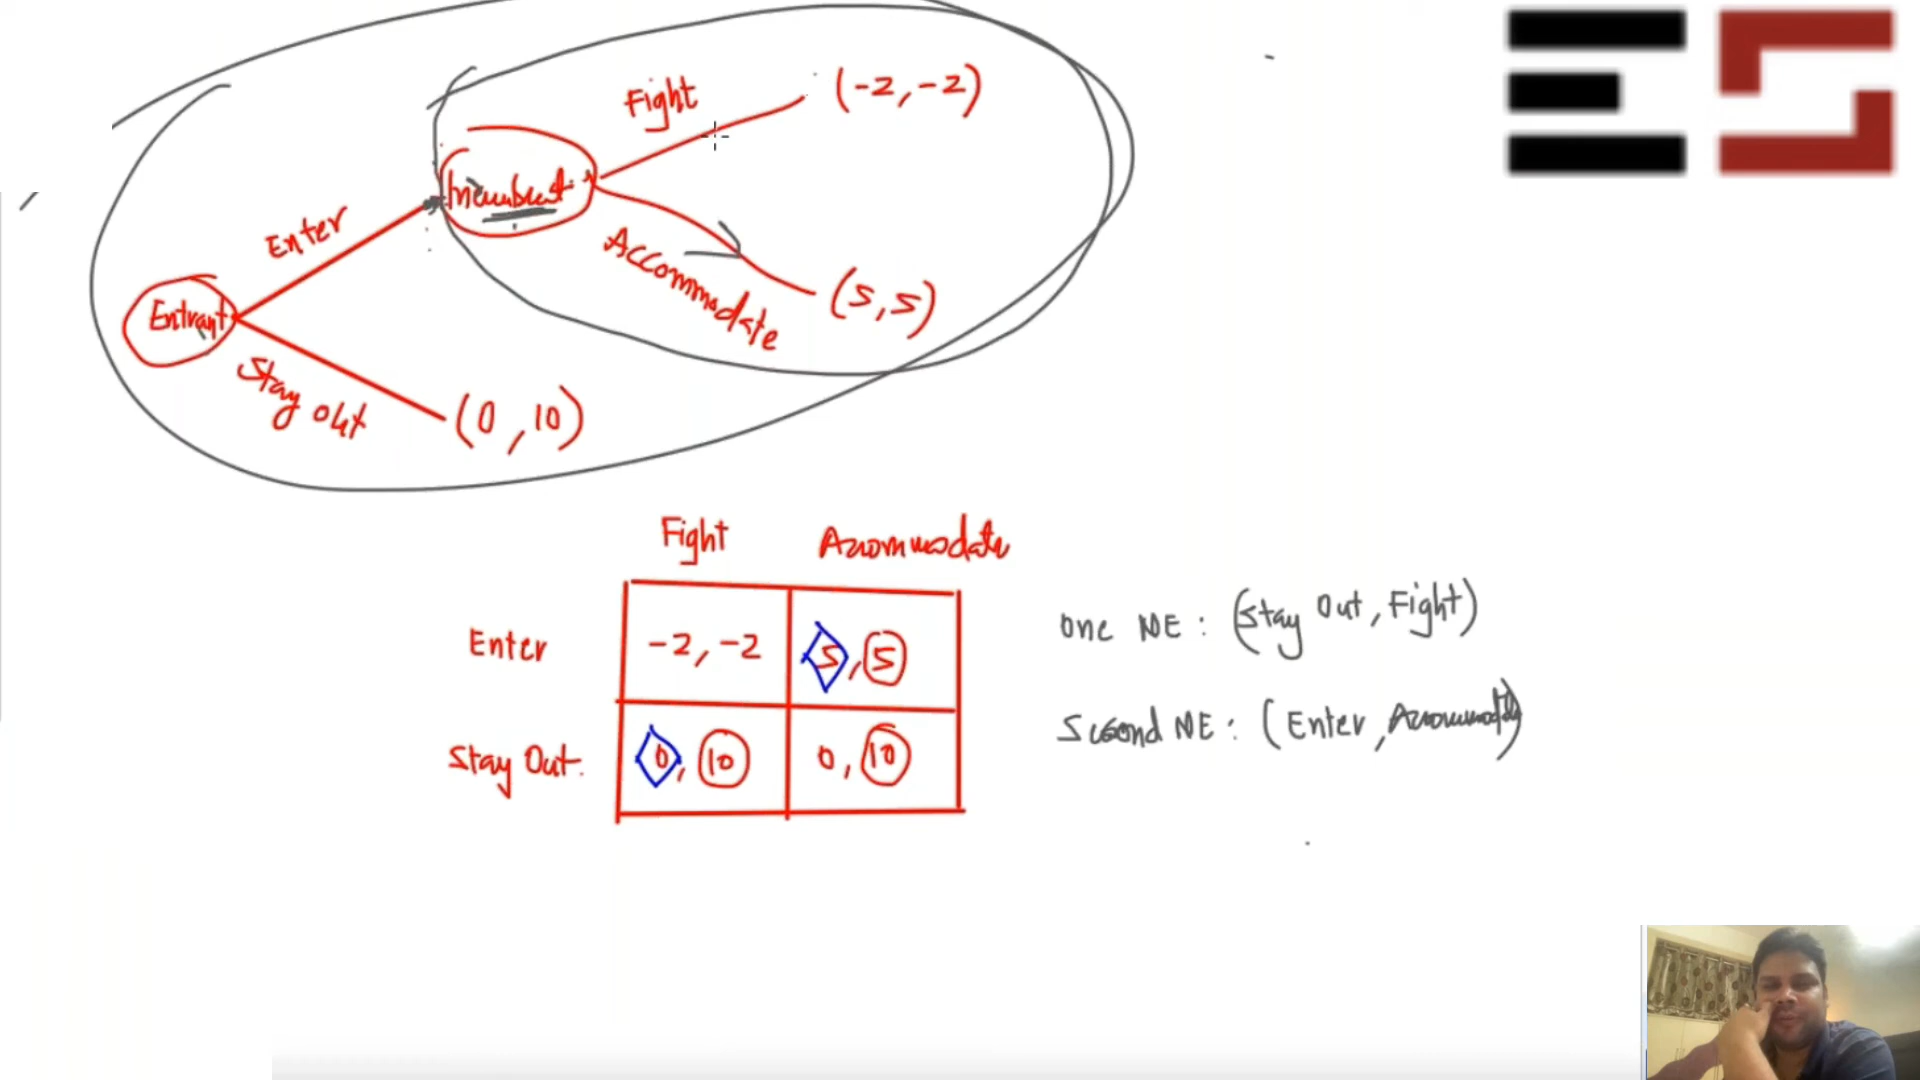 Fight
(-2, -2)
Incumbent
Enter
Accommodate
(5, 5)
Entrant
Stay Out
(0, 10)
Fight Accommodate
Enter -2, -2 5, 5
Stay Out. 0, 10 0, 10
One NE: (Stay Out, Fight)
Second NE: (Enter, Accommodate)
ES